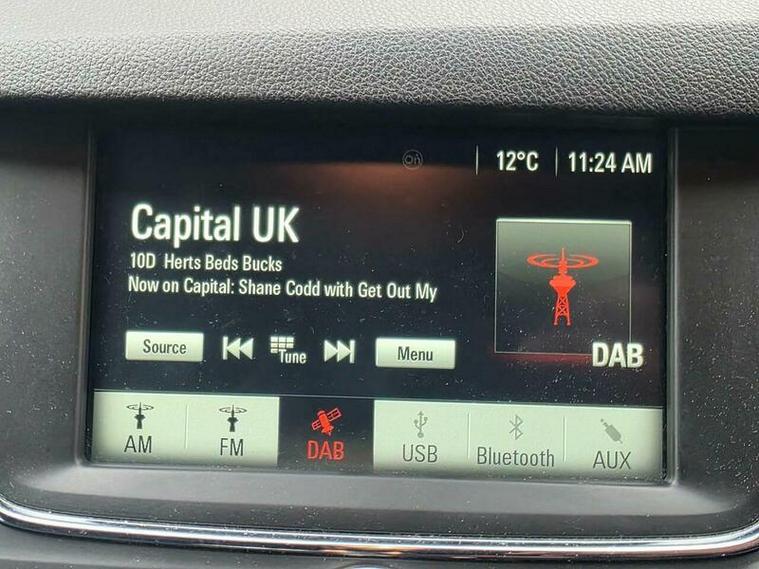 On 12°C 11:24 AM
Capital UK
10D Herts Beds Bucks
Now on Capital: Shane Codd with Get Out My
Source Tune Menu
DAB
AM FM DAB USB Bluetooth AUX